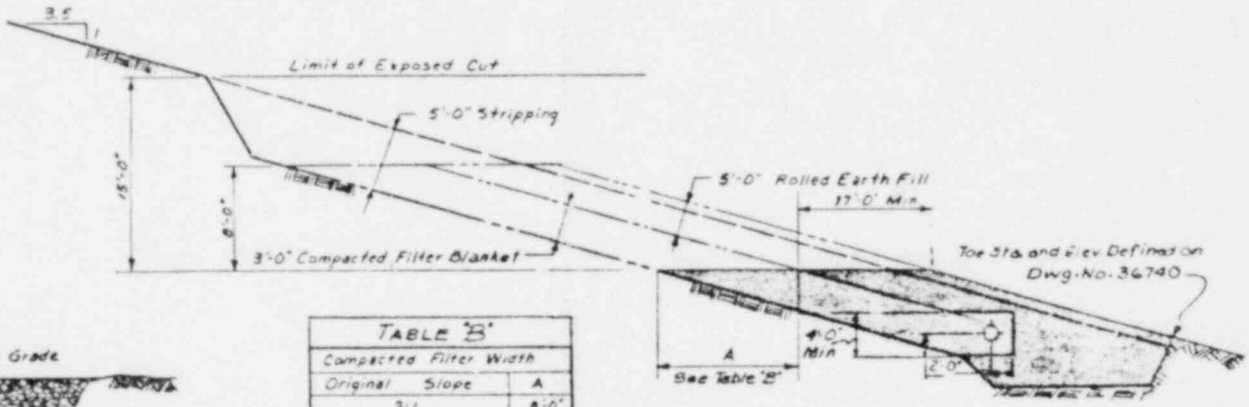 3.5
1
Limit of Exposed Cut
5'-0" Stripping
15'-0"
5'-0" Rolled Earth Fill
17'-0" Min
8'-0"
3'-0" Compacted Filter Blanket
Toe Sta. and Elev Defined on
Dwg. No. 36740
Grade
TABLE "B"
Compacted Filter Width
Original Slope
A
4'-0"
Min
2'-0"
A
See Table "B"